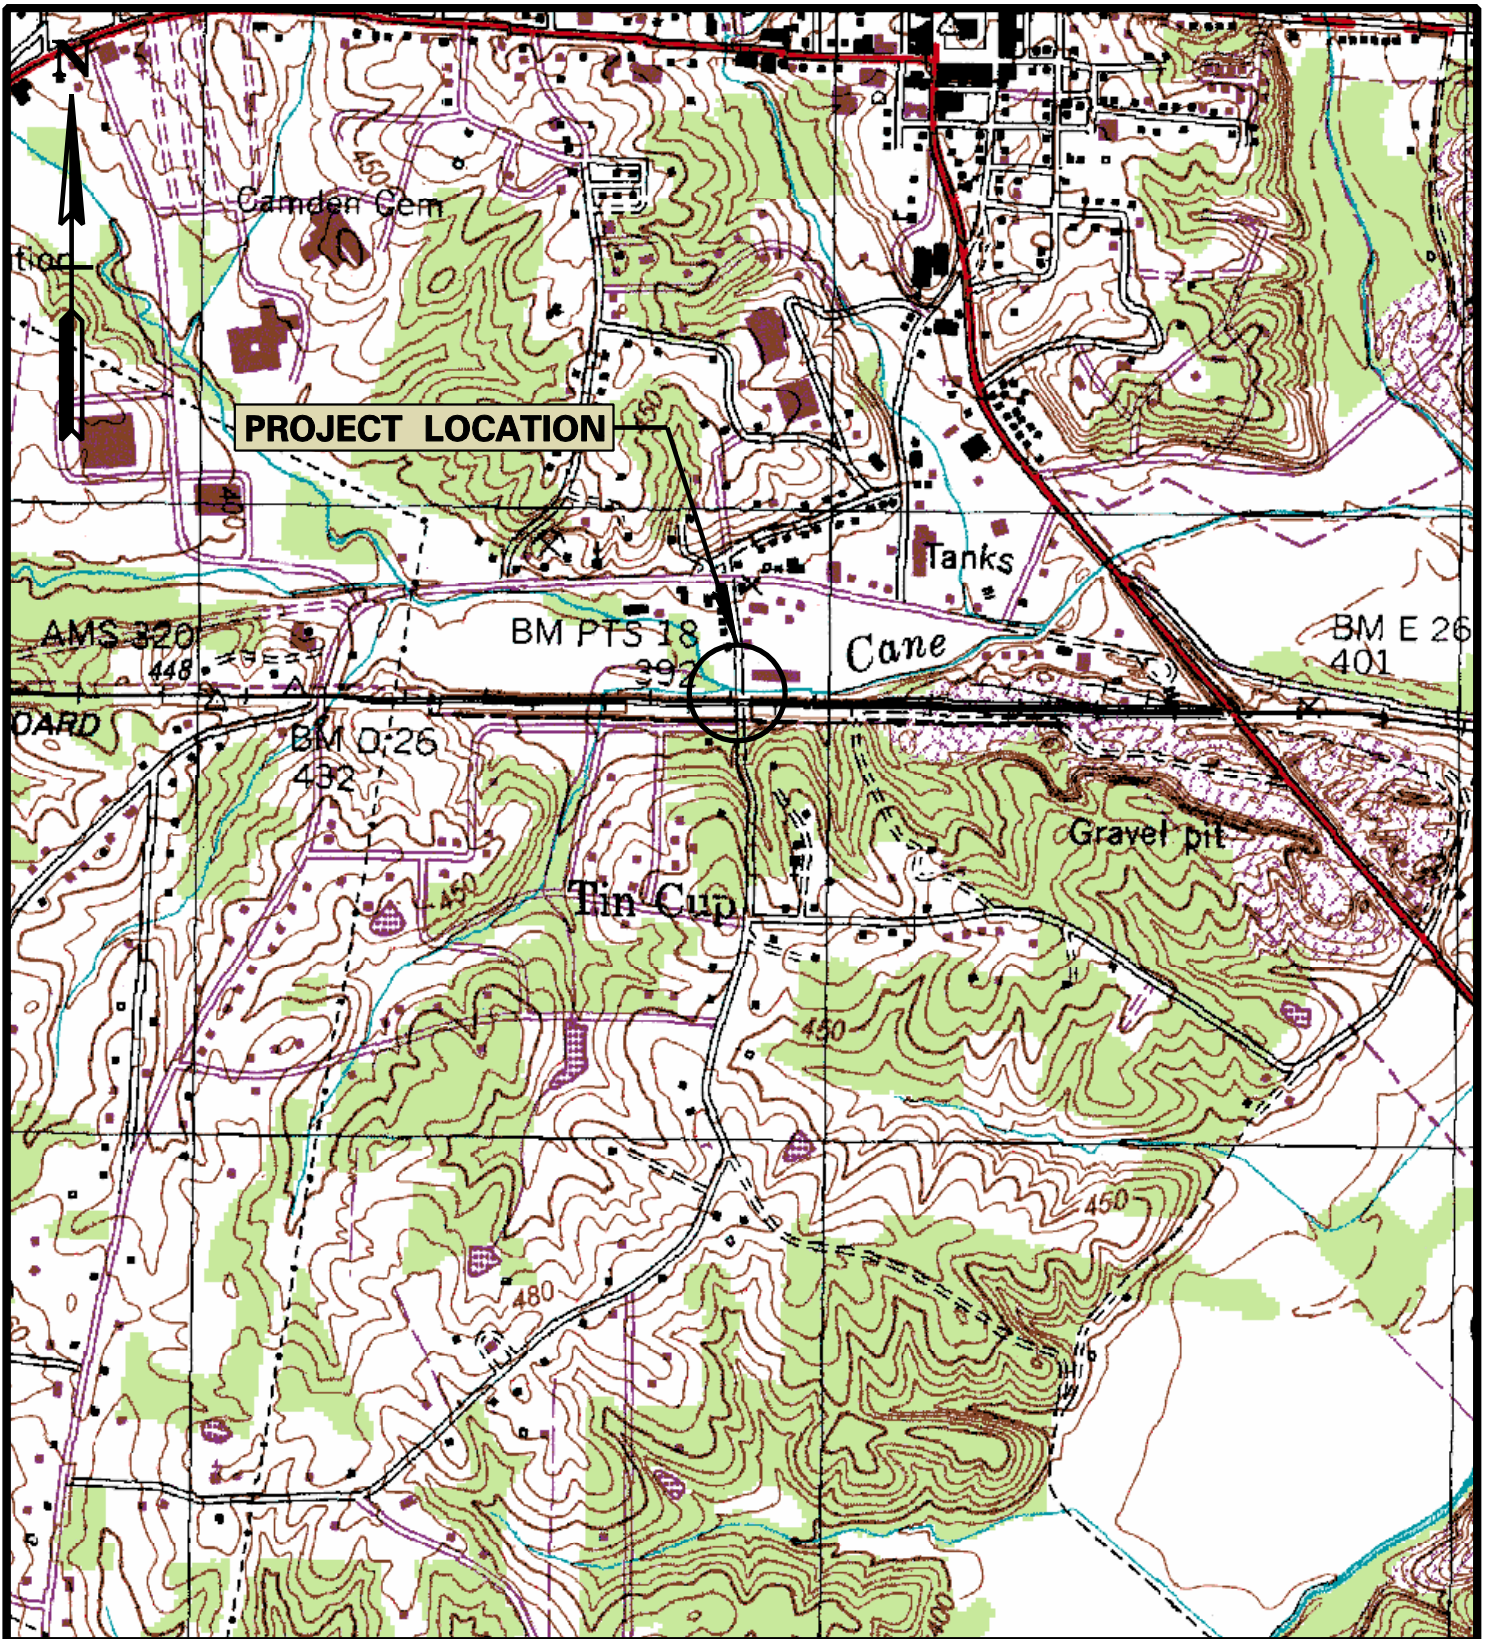 N
450
Camden Cem
tion
450
PROJECT LOCATION
400
Tanks
AMS 320
448
BM PTS 18
392
Cane
BM E 26
401
OARD
BM D 26
432
Gravel pit
450
Tin Cup
450
450
480
400